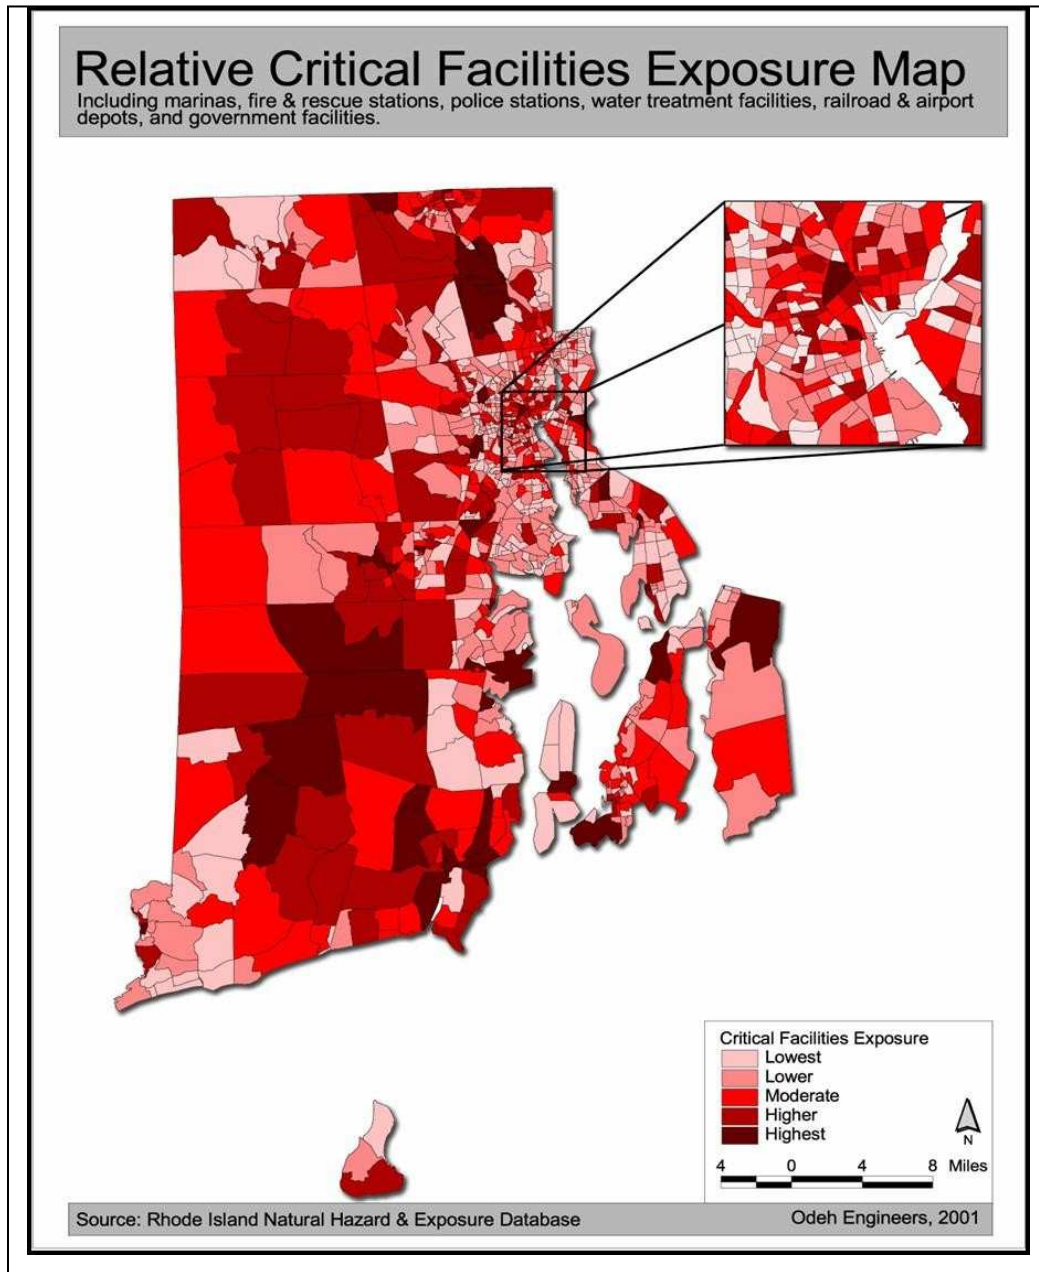 Relative Critical Facilities Exposure Map
Including marinas, fire & rescue stations, police stations, water treatment facilities, railroad & airport
depots, and government facilities.
Critical Facilities Exposure
Lowest
Lower
Moderate
Higher
Highest
N
4 0 4 8 Miles
Source: Rhode Island Natural Hazard & Exposure Database
Odeh Engineers, 2001